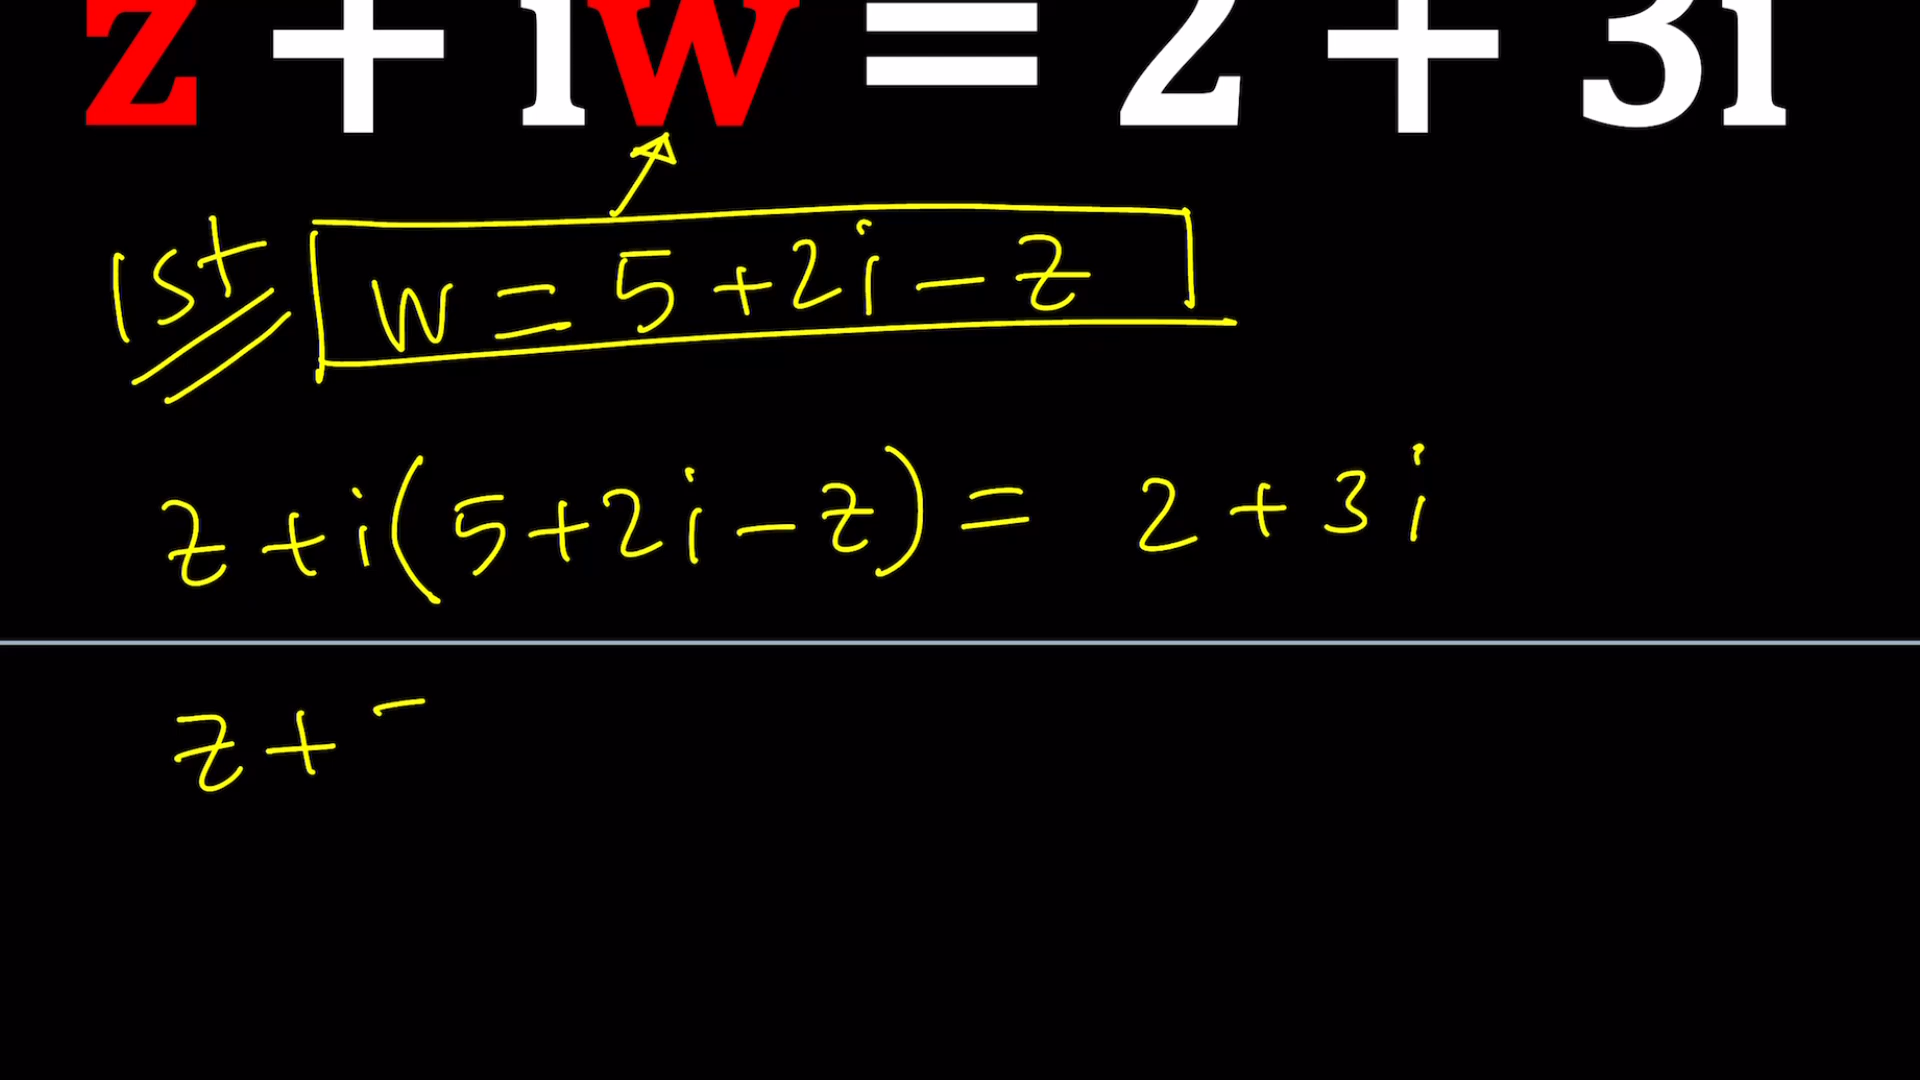 z + iw = 2 + 3i
1st w = 5 + 2i - z
z + i(5 + 2i - z) = 2 + 3i
z +